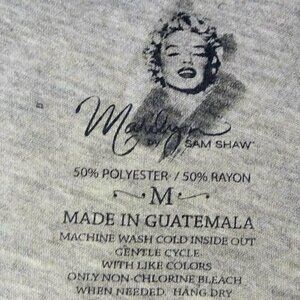 Marilyn
BY SAM SHAW™
50% POLYESTER / 50% RAYON
M
MADE IN GUATEMALA
MACHINE WASH COLD INSIDE OUT
GENTLE CYCLE
WITH LIKE COLORS
ONLY NON-CHLORINE BLEACH
WHEN NEEDED. HANG DRY